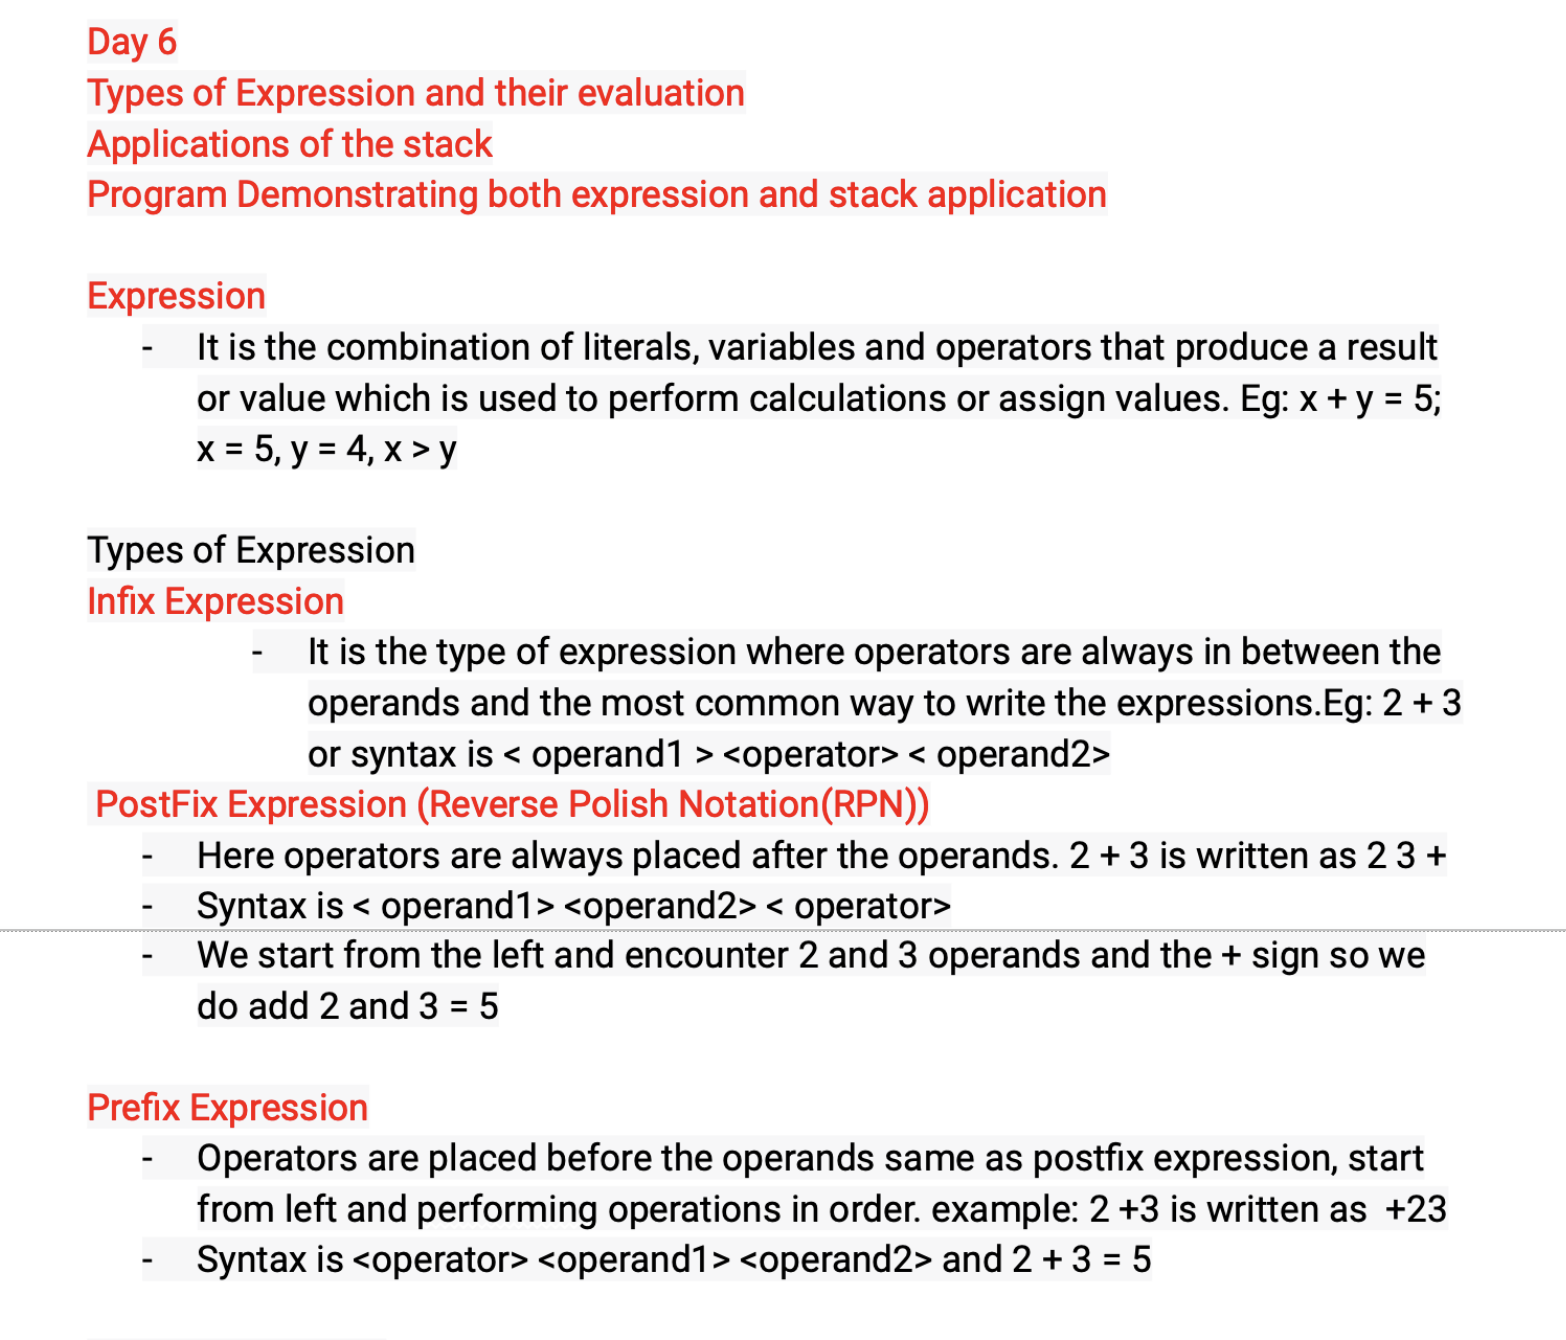 Day 6
Types of Expression and their evaluation
Applications of the stack
Program Demonstrating both expression and stack application
Expression
- It is the combination of literals, variables and operators that produce a result
or value which is used to perform calculations or assign values. Eg: x + y = 5;
x = 5, y = 4, x > y
Types of Expression
Infix Expression
- It is the type of expression where operators are always in between the
operands and the most common way to write the expressions.Eg: 2 + 3
or syntax is < operand1 > <operator> < operand2>
PostFix Expression (Reverse Polish Notation(RPN))
- Here operators are always placed after the operands. 2 + 3 is written as 2 3 +
- Syntax is < operand1> <operand2> < operator>
- We start from the left and encounter 2 and 3 operands and the + sign so we
do add 2 and 3 = 5
Prefix Expression
- Operators are placed before the operands same as postfix expression, start
from left and performing operations in order. example: 2 +3 is written as  +23
- Syntax is <operator> <operand1> <operand2> and 2 + 3 = 5